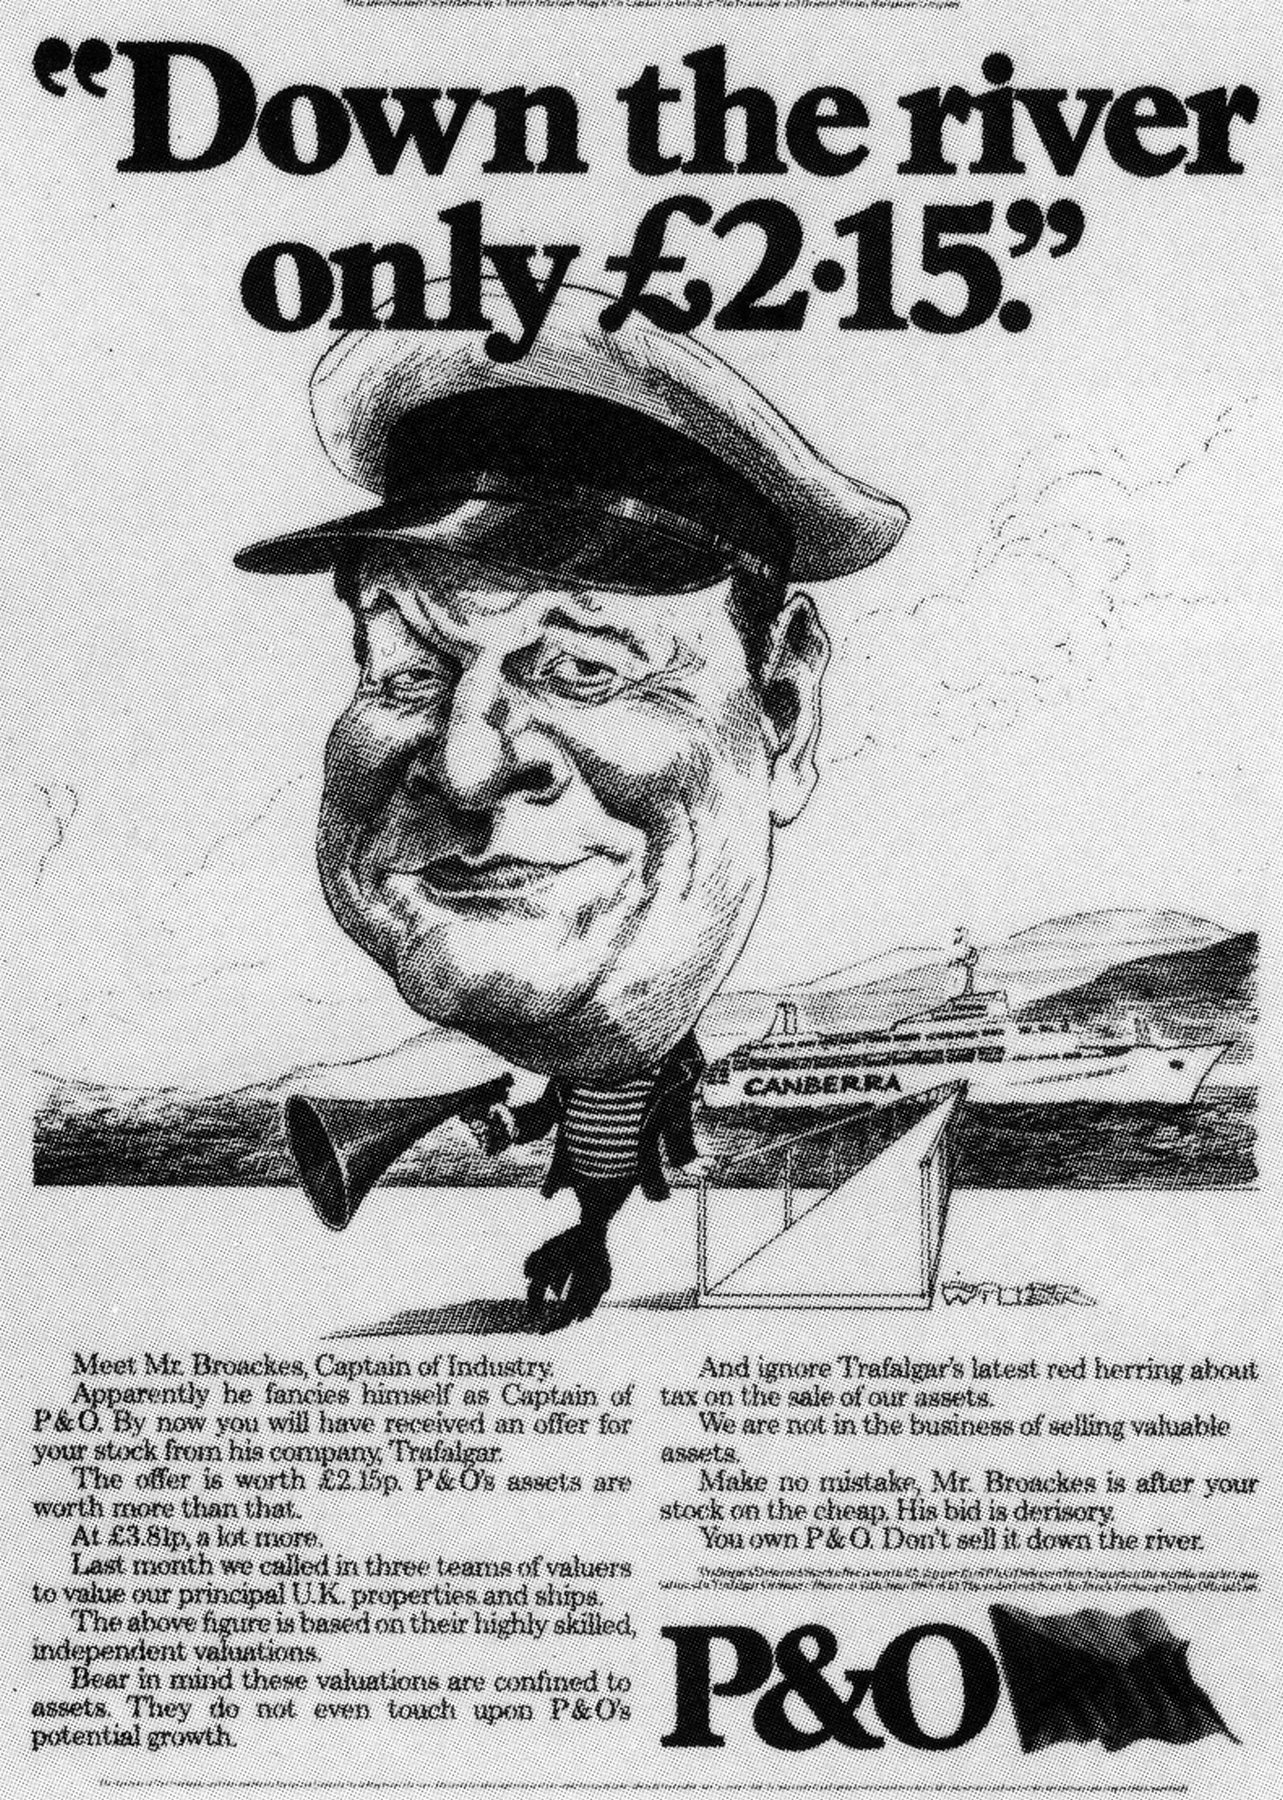 “Down the river
only £2·15.”
CANBERRA
Meet Mr. Broackes, Captain of Industry.
Apparently he fancies himself as Captain of
P&O. By now you will have received an offer for
your stock from his company, Trafalgar.
The offer is worth £2.15p. P&O's assets are
worth more than that.
At £3.81p, a lot more.
Last month we called in three teams of valuers
to value our principal U.K. properties and ships.
The above figure is based on their highly skilled,
independent valuations.
Bear in mind these valuations are confined to
assets. They do not even touch upon P&O's
potential growth.
And ignore Trafalgar's latest red herring about
tax on the sale of our assets.
We are not in the business of selling valuable
assets.
Make no mistake, Mr. Broackes is after your
stock on the cheap. His bid is derisory.
You own P&O. Don't sell it down the river.
P&O